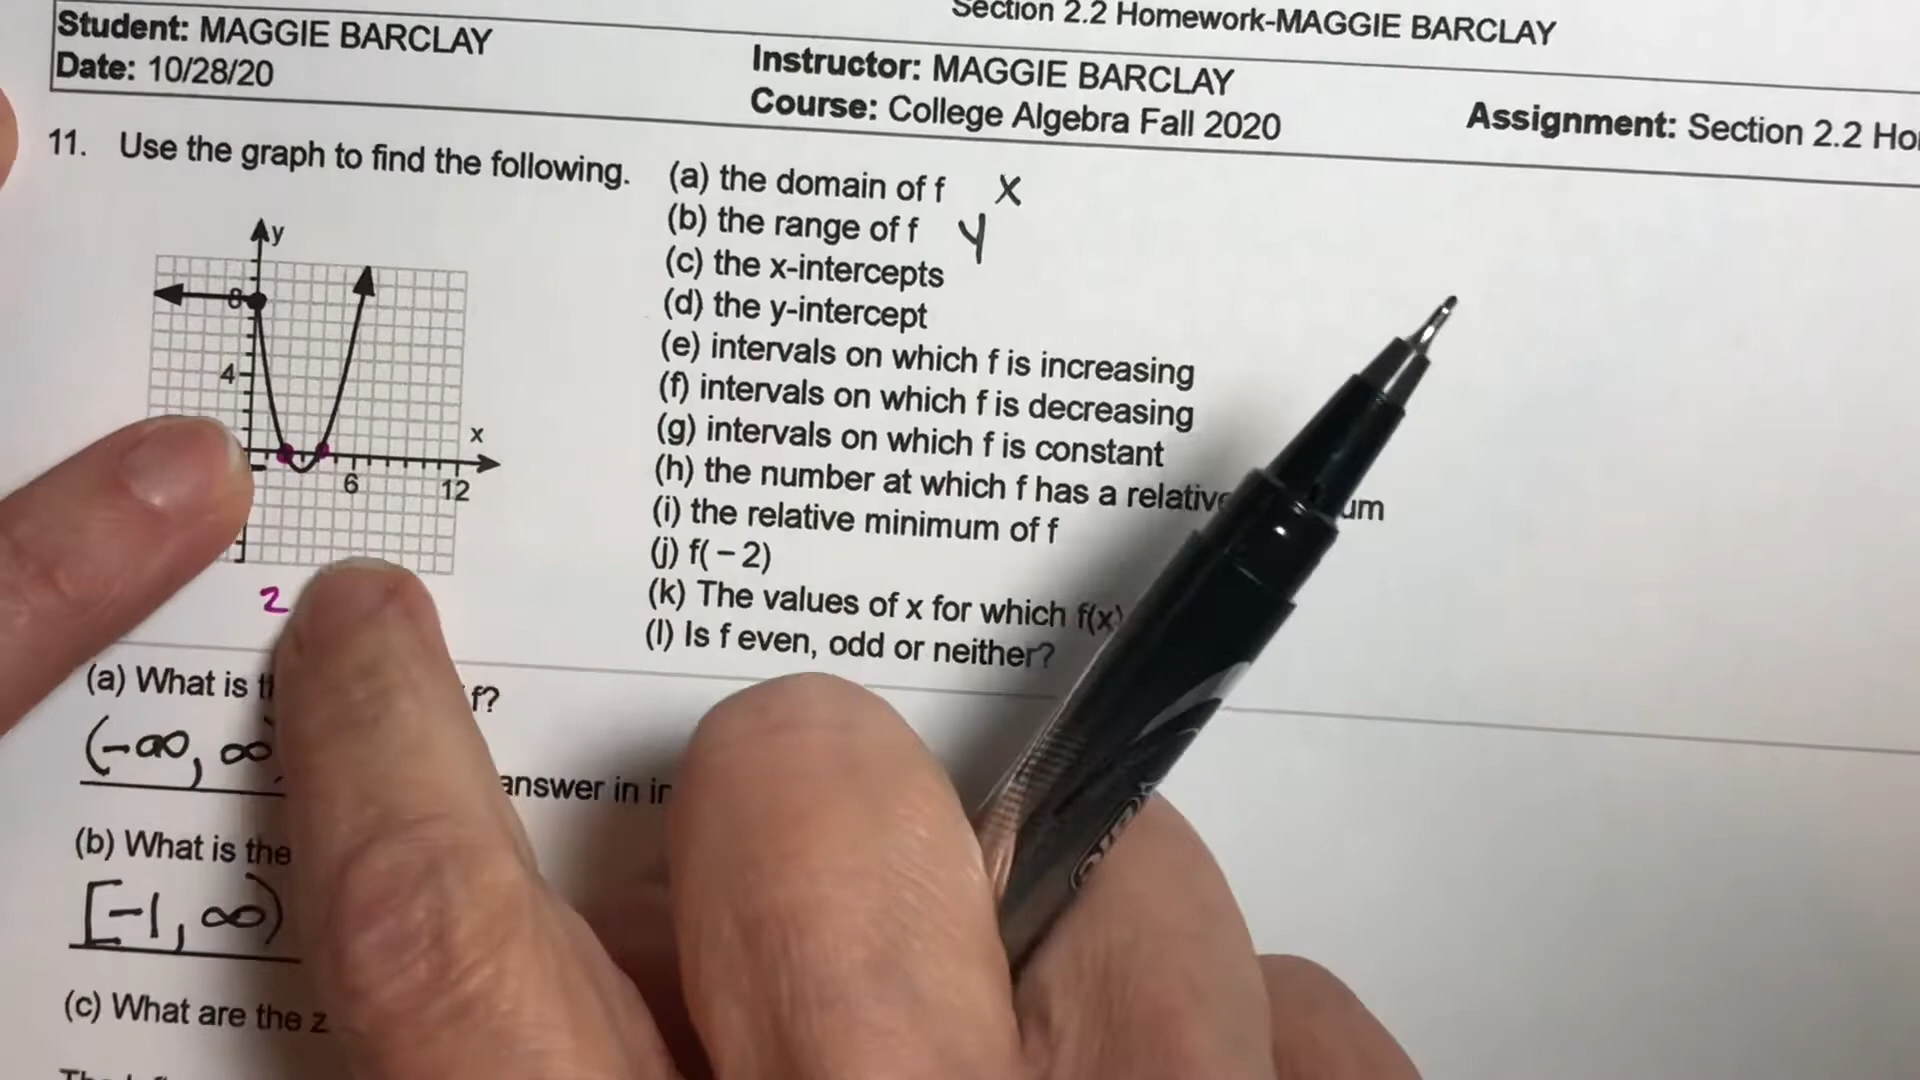 Section 2.2 Homework-MAGGIE BARCLAY
Student: MAGGIE BARCLAY
Date: 10/28/20
Instructor: MAGGIE BARCLAY
Course: College Algebra Fall 2020
Assignment: Section 2.2
11. Use the graph to find the following.
(a) the domain of f X
(b) the range of f y
(c) the x-intercepts
(d) the y-intercept
(e) intervals on which f is increasing
(f) intervals on which f is decreasing
(g) intervals on which f is constant
(h) the number at which f has a
(i) the relative minimum of f
(j) f(-2)
(k) The values of x for which f(x)
(l) Is f even, odd or neither?
y
8
4
x
6 12
2
(a) What is f?
(-∞, ∞
answer in
(b) What is the
[-1, ∞)
(c) What are the